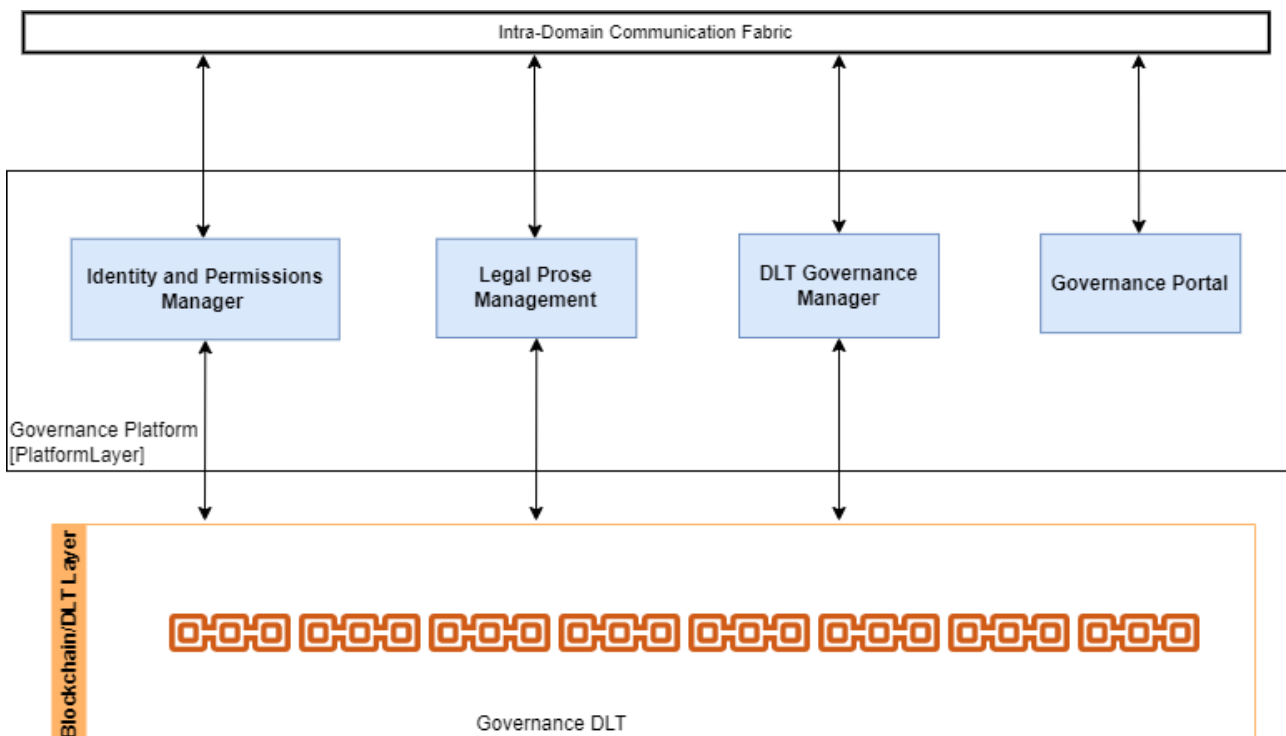 Intra-Domain Communication Fabric
Identity and Permissions
Manager
Legal Prose
Management
DLT Governance
Manager
Governance Portal
Governance Platform
[PlatformLayer]
Blockchain/DLT Layer
Governance DLT